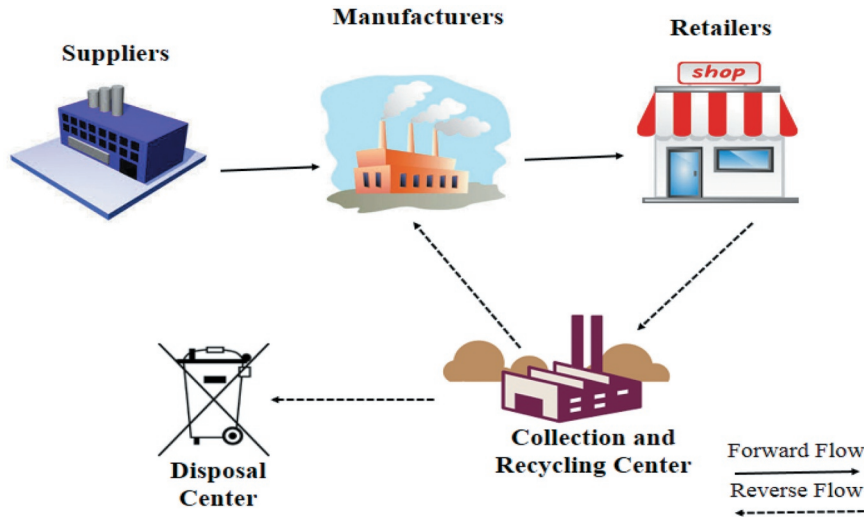 Suppliers
Manufacturers
Retailers
shop
Disposal
Center
Collection and
Recycling Center
Forward Flow
Reverse Flow